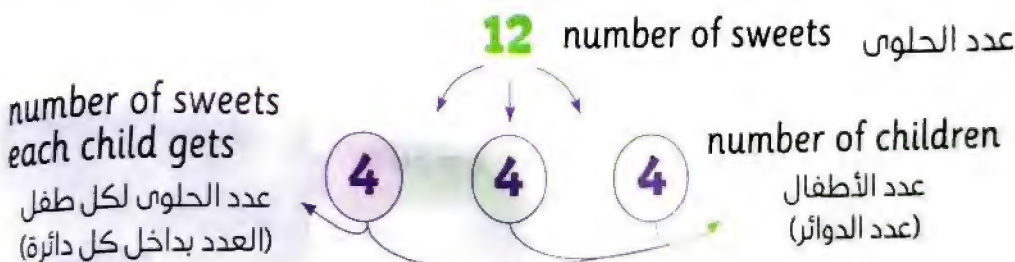 12 number of sweets عدد الحلوى
number of sweets
each child gets
عدد الحلوى لكل طفل
(العدد بداخل كل دائرة)
4 4 4
number of children
عدد الأطفال
(عدد الدوائر)